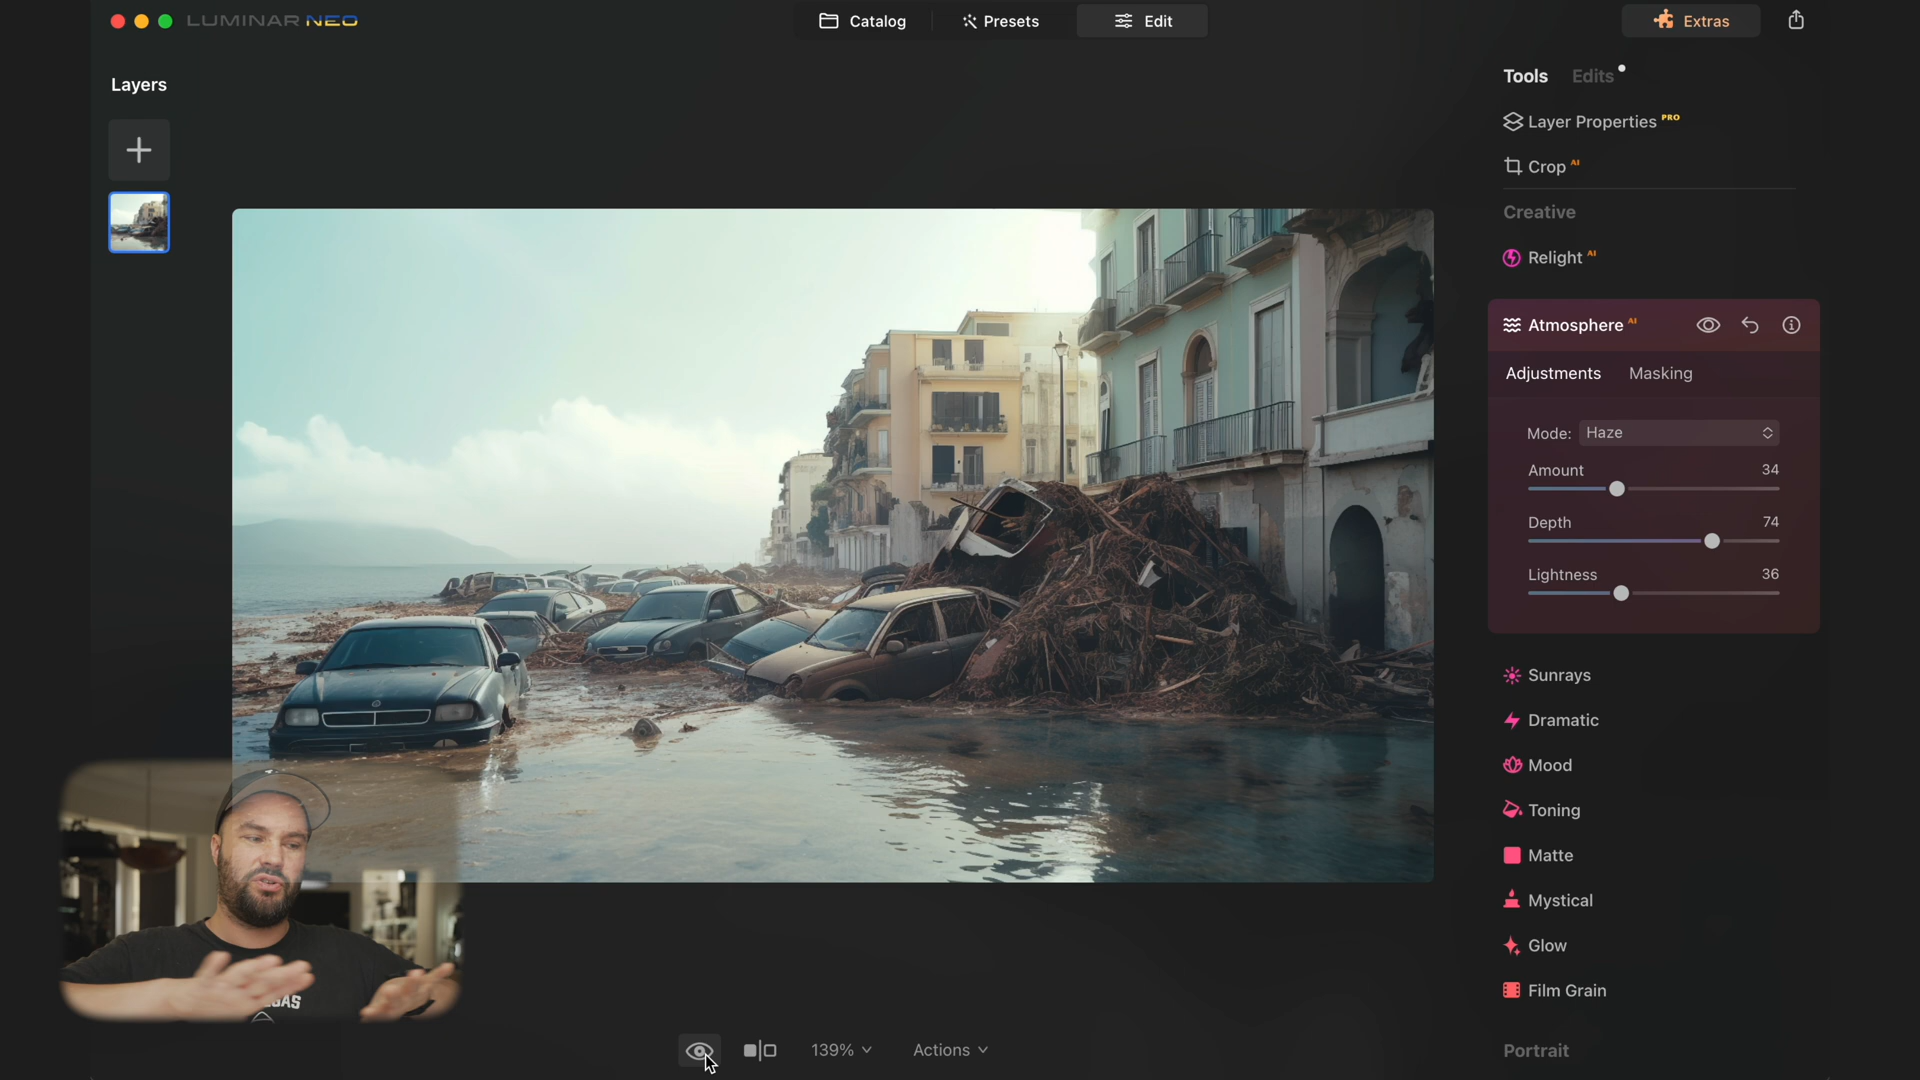 LUMINAR NEO
Catalog
Presets
Edit
Extras
Layers
Tools
Edits
Layer Properties PRO
Crop AI
Creative
Relight AI
Atmosphere AI
Adjustments
Masking
Mode: Haze
Amount 34
Depth 74
Lightness 36
Sunrays
Dramatic
Mood
Toning
Matte
Mystical
Glow
Film Grain
Portrait
139%
Actions